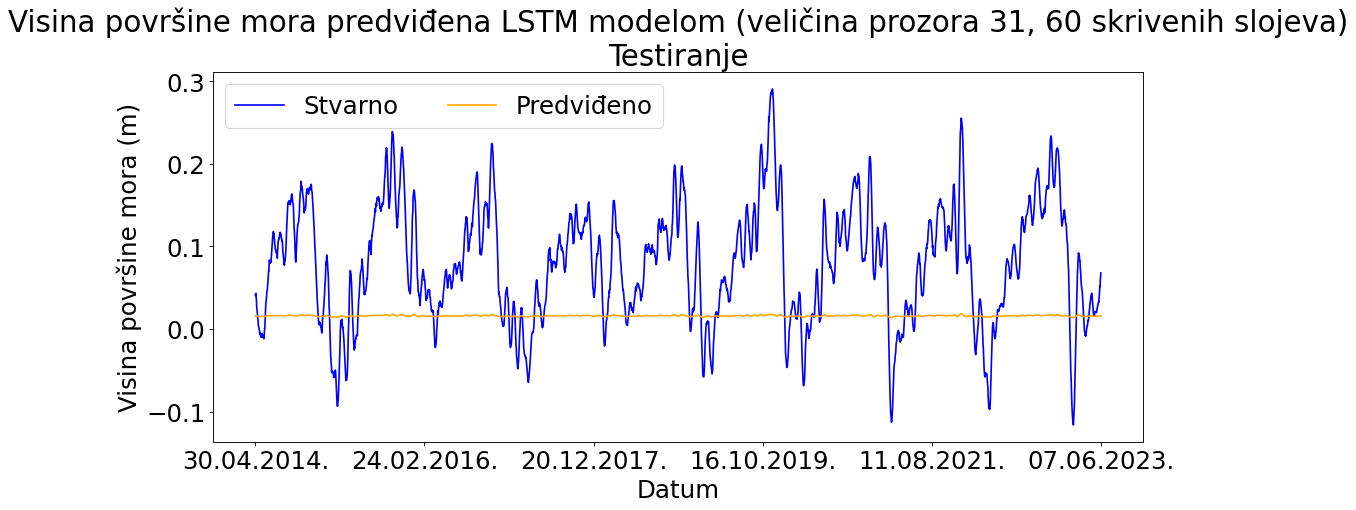 Visina površine mora predviđena LSTM modelom (veličina prozora 31, 60 skrivenih slojeva)
Testiranje
Stvarno Predviđeno
Visina površine mora (m)
0.3
0.2
0.1
0.0
−0.1
30.04.2014. 24.02.2016. 20.12.2017. 16.10.2019. 11.08.2021. 07.06.2023.
Datum